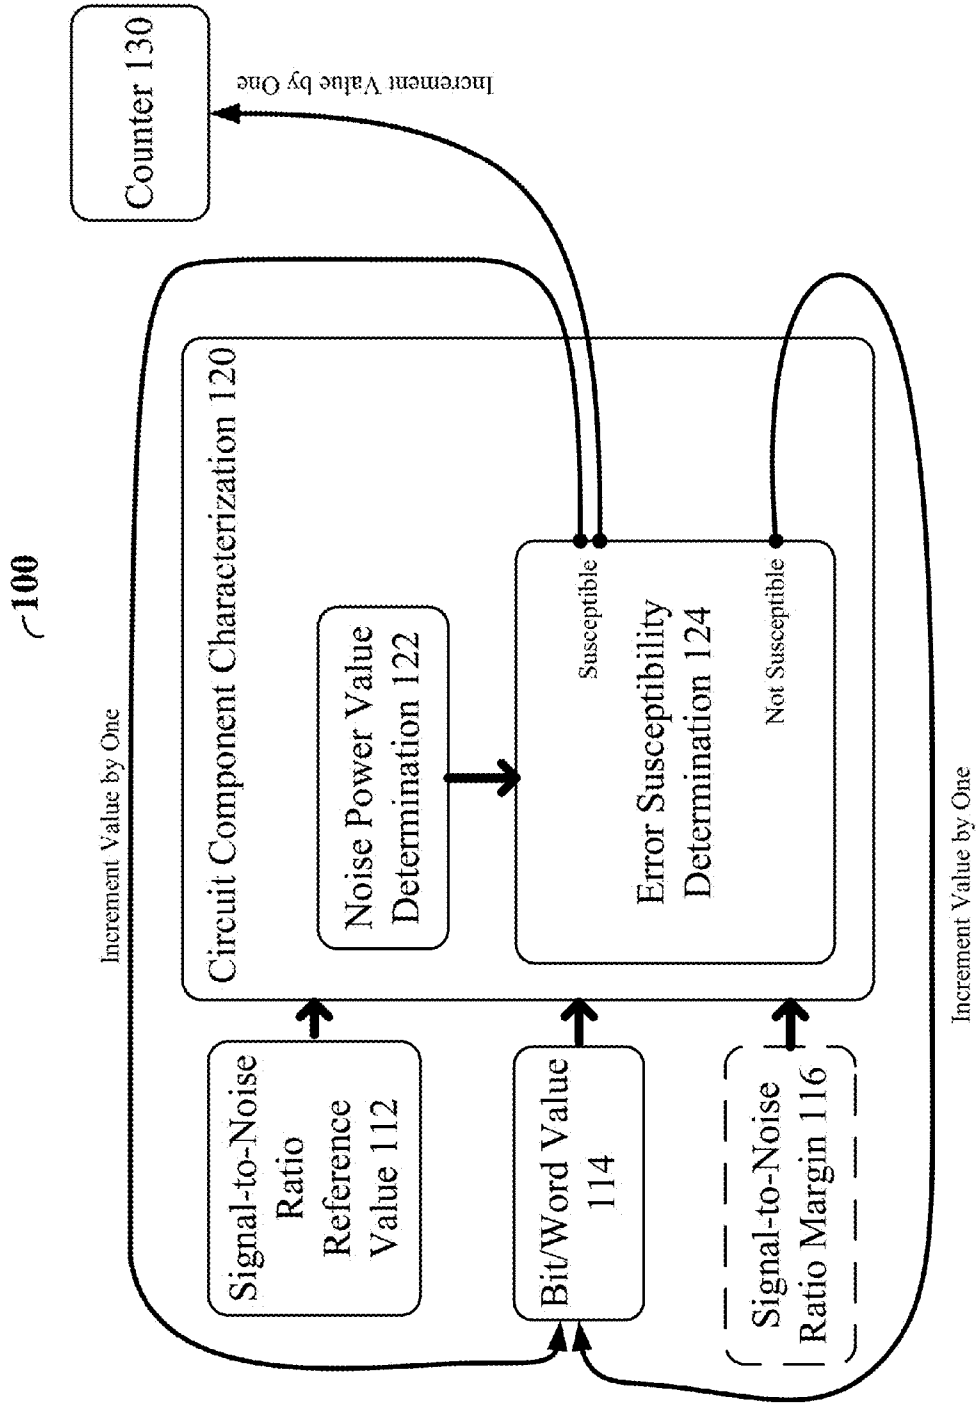 100
Increment Value by One
Circuit Component Characterization 120
Counter 130
Increment Value by One
Signal-to-Noise
Ratio
Reference
Value 112
Noise Power Value
Determination 122
Bit/Word Value
114
Susceptible
Error Susceptibility
Determination 124
Not Susceptible
Signal-to-Noise
Ratio Margin 116
Increment Value by One